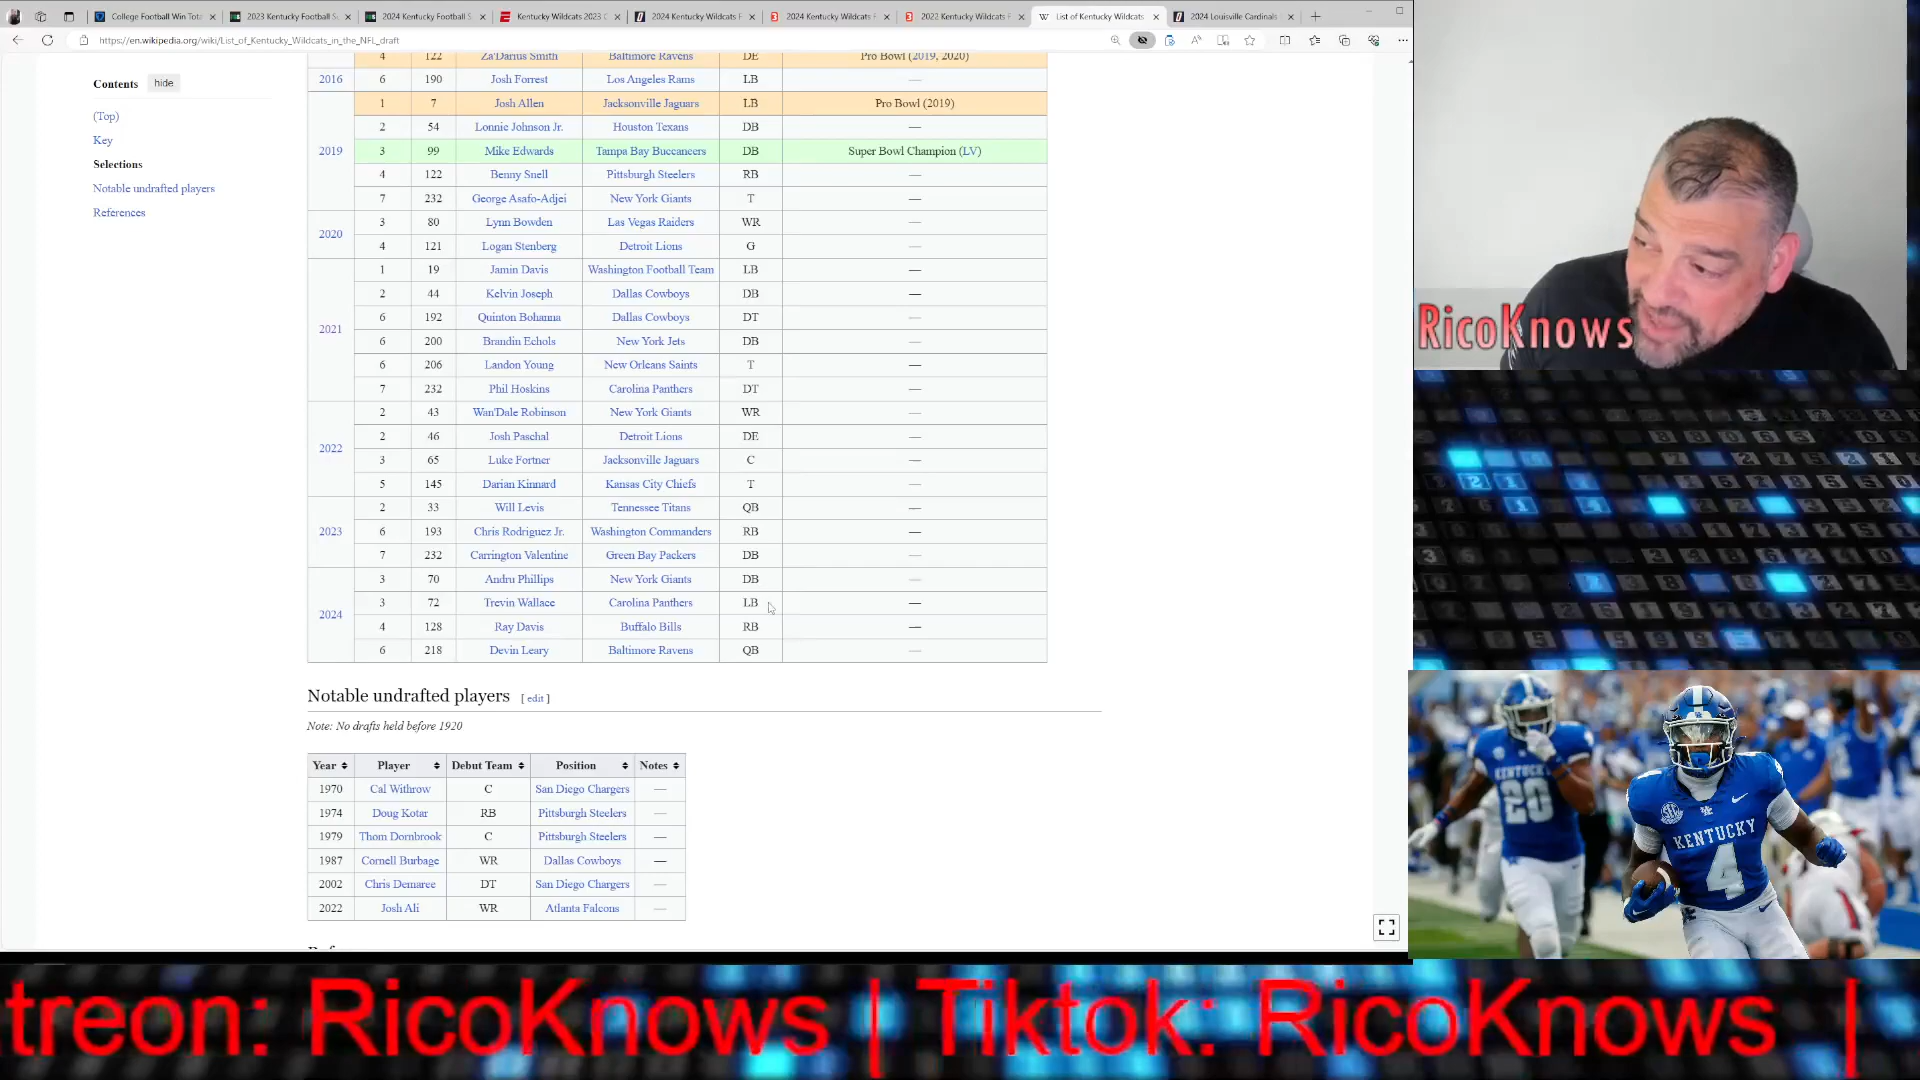 College Football Win Tota
2023 Kentucky Football S
2024 Kentucky Football S
Kentucky Wildcats 2023 C
2024 Kentucky Wildcats F
2024 Kentucky Wildcats F
2022 Kentucky Wildcats F
List of Kentucky Wildcats
2024 Louisville Cardinals
https://en.wikipedia.org/wiki/List_of_Kentucky_Wildcats_in_the_NFL_draft
Contents hide
(Top)
Key
Selections
Notable undrafted players
References
4 122 Za'Darius Smith Baltimore Ravens DE Pro Bowl (2019, 2020)
2016 6 190 Josh Forrest Los Angeles Rams LB —
1 7 Josh Allen Jacksonville Jaguars LB Pro Bowl (2019)
2 54 Lonnie Johnson Jr. Houston Texans DB —
2019 3 99 Mike Edwards Tampa Bay Buccaneers DB Super Bowl Champion (LV)
4 122 Benny Snell Pittsburgh Steelers RB —
7 232 George Asafo-Adjei New York Giants T —
2020 3 80 Lynn Bowden Las Vegas Raiders WR —
4 121 Logan Stenberg Detroit Lions G —
1 19 Jamin Davis Washington Football Team LB —
2 44 Kelvin Joseph Dallas Cowboys DB —
6 192 Quinton Bohanna Dallas Cowboys DT —
2021 6 200 Brandin Echols New York Jets DB —
6 206 Landon Young New Orleans Saints T —
7 232 Phil Hoskins Carolina Panthers DT —
2 43 Wan'Dale Robinson New York Giants WR —
2022 2 46 Josh Paschal Detroit Lions DE —
3 65 Luke Fortner Jacksonville Jaguars C —
5 145 Darian Kinnard Kansas City Chiefs T —
2 33 Will Levis Tennessee Titans QB —
2023 6 193 Chris Rodriguez Jr. Washington Commanders RB —
7 232 Carrington Valentine Green Bay Packers DB —
3 70 Andru Phillips New York Giants DB —
2024 3 72 Trevin Wallace Carolina Panthers LB —
4 128 Ray Davis Buffalo Bills RB —
6 218 Devin Leary Baltimore Ravens QB —
Notable undrafted players [ edit ]
Note: No drafts held before 1920
Year Player Debut Team Position Notes
1970 Cal Withrow C San Diego Chargers —
1974 Doug Kotar RB Pittsburgh Steelers —
1979 Thom Dornbrook C Pittsburgh Steelers —
1987 Cornell Burbage WR Dallas Cowboys —
2002 Chris Demaree DT San Diego Chargers —
2022 Josh Ali WR Atlanta Falcons —
RicoKnows
KENTUCKY
20
SEC
KENTUCKY
4
treon: RicoKnows | Tiktok: RicoKnows |